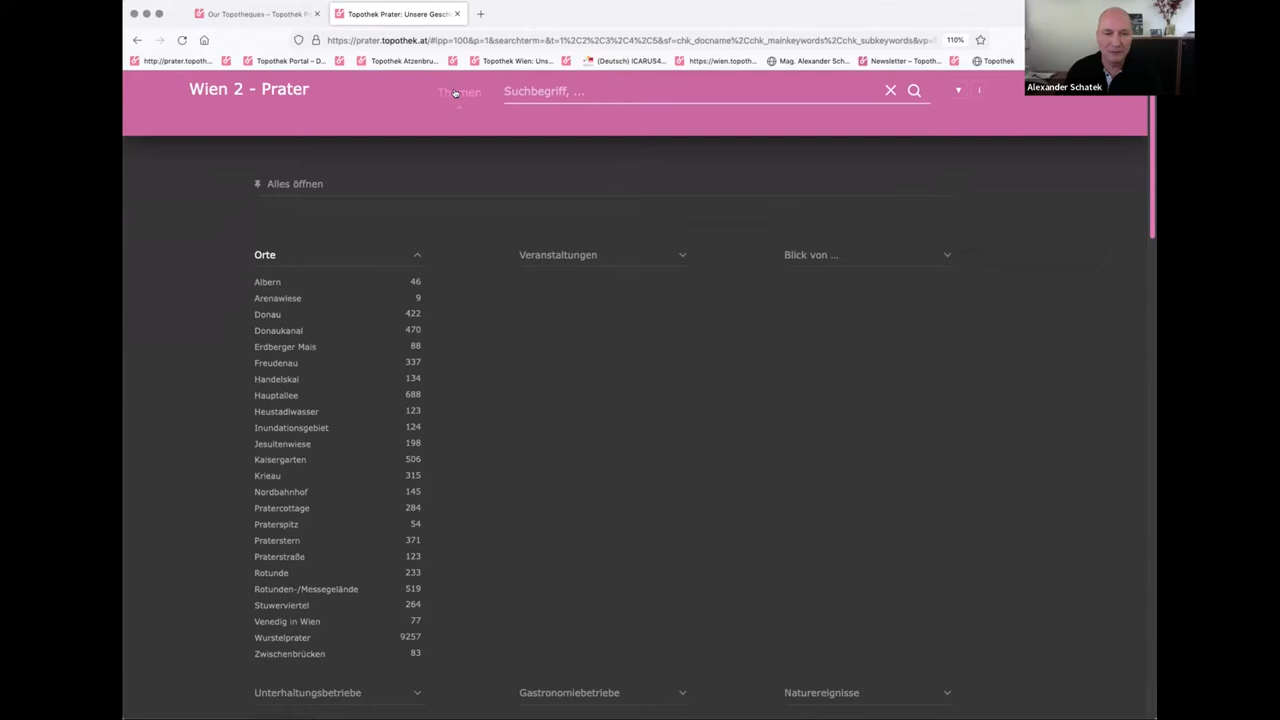 Our Topotheques – Topothek P
Topothek Prater: Unsere Gesch
https://prater.topothek.at/#ipp=100&p=1&searchterm=&t=1%2C2%2C3%2C4%2C5&sf=chk_docname%2Cchk_mainkeywords%2Cchk_subkeywords&vp=
110%
http://prater.topoth...
Topothek Portal – D...
Topothek Atzenbru...
Topothek Wien: Uns...
(Deutsch) ICARUS4...
https://wien.topoth...
Mag. Alexander Sch...
Newsletter – Topoth...
Topothek
Alexander Schatek
Wien 2 - Prater
Themen
Suchbegriff, ...
i
Alles öffnen
Orte
Veranstaltungen
Blick von ...
Albern 46
Arenawiese 9
Donau 422
Donaukanal 470
Erdberger Mais 88
Freudenau 337
Handelskai 134
Hauptallee 688
Heustadlwasser 123
Inundationsgebiet 124
Jesuitenwiese 198
Kaisergarten 506
Krieau 315
Nordbahnhof 145
Pratercottage 284
Praterspitz 54
Praterstern 371
Praterstraße 123
Rotunde 233
Rotunden-/Messegelände 519
Stuwerviertel 264
Venedig in Wien 77
Wurstelprater 9257
Zwischenbrücken 83
Unterhaltungsbetriebe
Gastronomiebetriebe
Naturereignisse